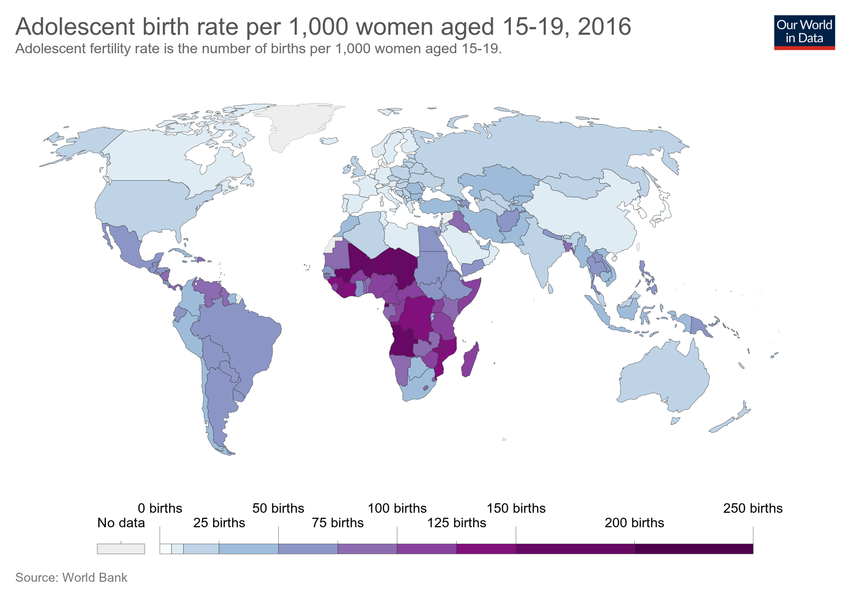 Adolescent birth rate per 1,000 women aged 15-19, 2016
Adolescent fertility rate is the number of births per 1,000 women aged 15-19.
Our World
in Data
0 births
50 births
100 births
150 births
250 births
No data
25 births
75 births
125 births
200 births
Source: World Bank